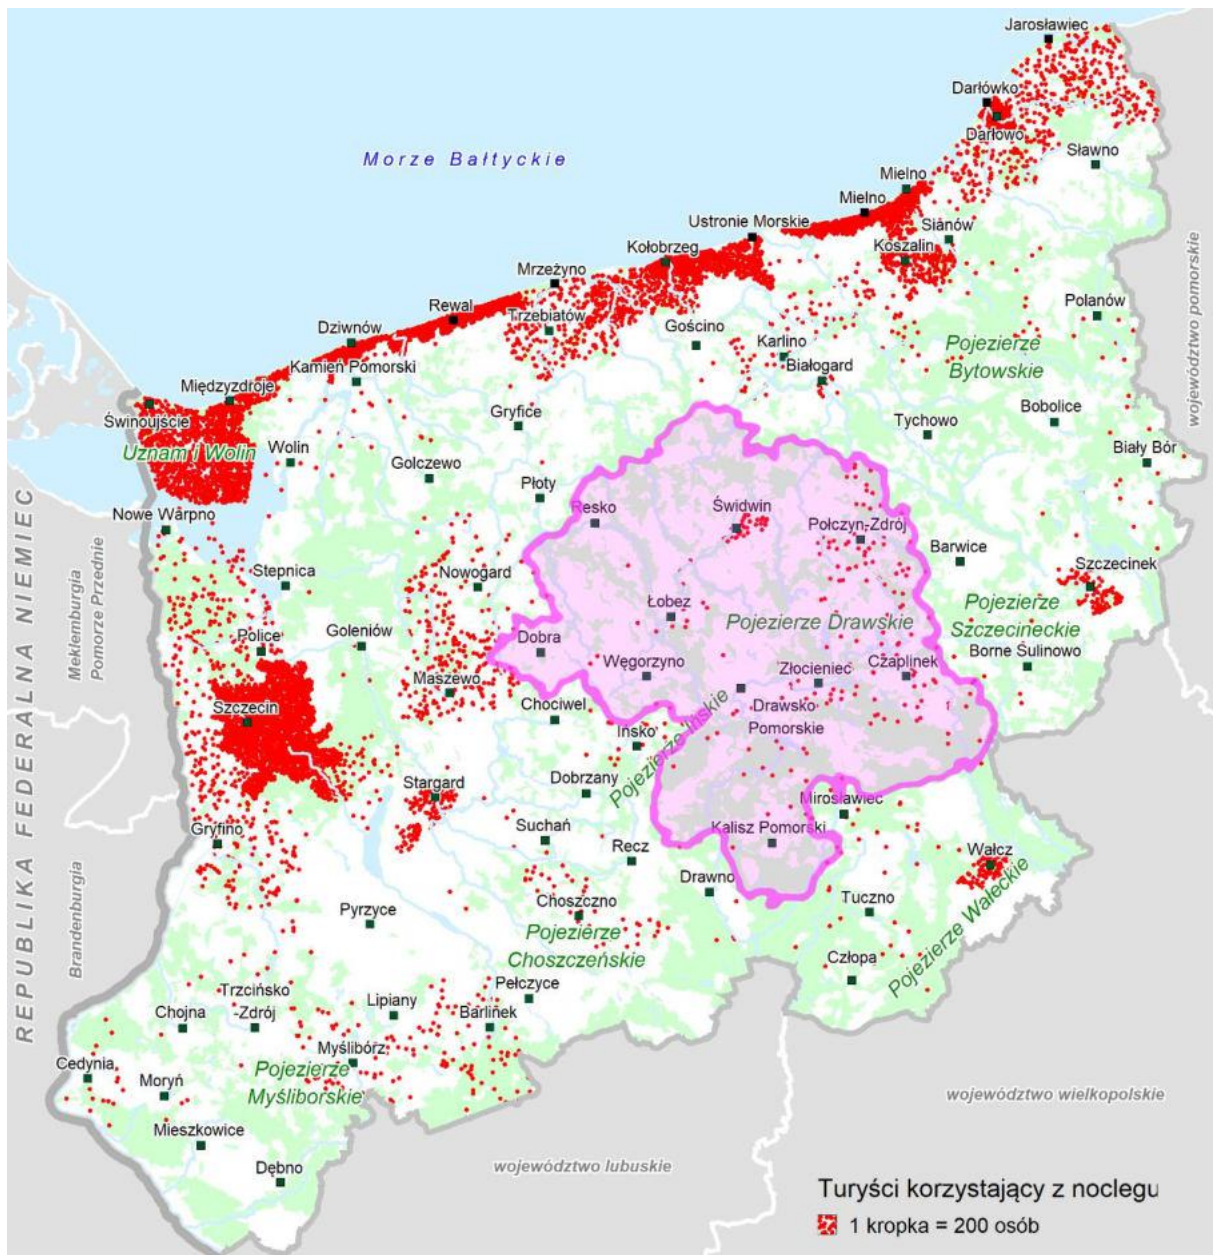 Jarosławiec
Darłówko
Darłowo
Sławno
Morze Bałtyckie
Mielno
Mielno
Ustronie Morskie
Sianów
Kołobrzeg
Koszalin
Mrzeżyno
województwo pomorskie
Rewal
Trzebiatów
Polanów
Dziwnów
Gościno
Karlino
Pojezierze
Bytowskie
Kamień Pomorski
Białogard
Międzyzdroje
Świnoujście
Gryfice
Tychowo
Bobolice
Uznam i Wolin
Wolin
Golczewo
Biały Bór
Płoty
Nowe Warpno
Resko
Świdwin
Połczyn-Zdrój
Barwice
Szczecinek
REPUBLIKA FEDERALNA NIEMIEC
Meklemburgia
Pomorze Przednie
Stepnica
Nowogard
Łobez
Pojezierze Drawskie
Pojezierze
Szczecineckie
Police
Goleniów
Dobra
Borne Sulinowo
Węgorzyno
Złocieniec
Czaplinek
Maszewo
Szczecin
Chociwel
Drawsko
Pomorskie
Insko
Pojezierze Ińskie
Stargard
Dobrzany
Mirosławiec
Gryfino
Suchań
Kalisz Pomorski
Recz
Wałcz
Brandenburgia
Drawno
Choszczno
Tuczno
Pojezierze Wałeckie
Pyrzyce
Pojezierze
Choszczeńskie
Człopa
Pełczyce
Trzcińsko
-Zdrój
Lipiany
Chojna
Barlinek
Myślibórz
Cedynia
Pojezierze
Myśliborskie
Moryń
województwo wielkopolskie
Mieszkowice
Dębno
województwo lubuskie
Turyści korzystający z noclegu
1 kropka = 200 osób